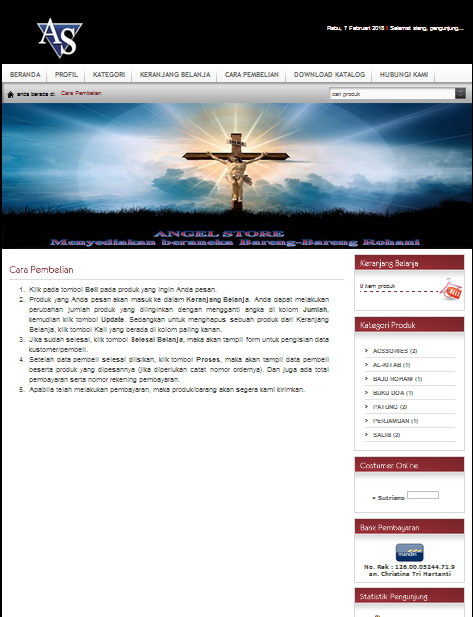 AS
Rabu, 7 Februari 2018 | Selamat siang, pengunjung...
BERANDA PROFIL KATEGORI KERANJANG BELANJA CARA PEMBELIAN DOWNLOAD KATALOG HUBUNGI KAMI
anda berada di: Cara Pembelian
cari produk
ANGEL STORE
Menyediakan beraneka Bareng-Bareng Rohani
Cara Pembelian
1. Klik pada tombol Beli pada produk yang ingin Anda pesan.
2. Produk yang Anda pesan akan masuk ke dalam Keranjang Belanja. Anda dapat melakukan
perubahan jumlah produk yang diinginkan dengan mengganti angka di kolom Jumlah,
kemudian klik tombol Update. Sedangkan untuk menghapus sebuah produk dari Keranjang
Belanja, klik tombol Kali yang berada di kolom paling kanan.
3. Jika sudah selesai, klik tombol Selesai Belanja, maka akan tampil form untuk pengisian data
kustomer/pembeli.
4. Setelah data pembeli selesai diisikan, klik tombol Proses, maka akan tampil data pembeli
beserta produk yang dipesannya (jika diperlukan catat nomor ordernya). Dan juga ada total
pembayaran serta nomor rekening pembayaran.
5. Apabila telah melakukan pembayaran, maka produk/barang akan segera kami kirimkan.
Keranjang Belanja
0 item produk
BELI
Kategori Produk
ACSSORIES (2)
AL-KITAB (1)
BAJU ROHANI (1)
BUKU DOA (1)
PATUNG (2)
PERJAMUAN (1)
SALIB (2)
Costumer Online
Sutrisno
Bank Pembayaran
mandiri
No. Rek : 126.00.05244.71.9
an. Christina Tri Hartanti
Statistik Pengunjung